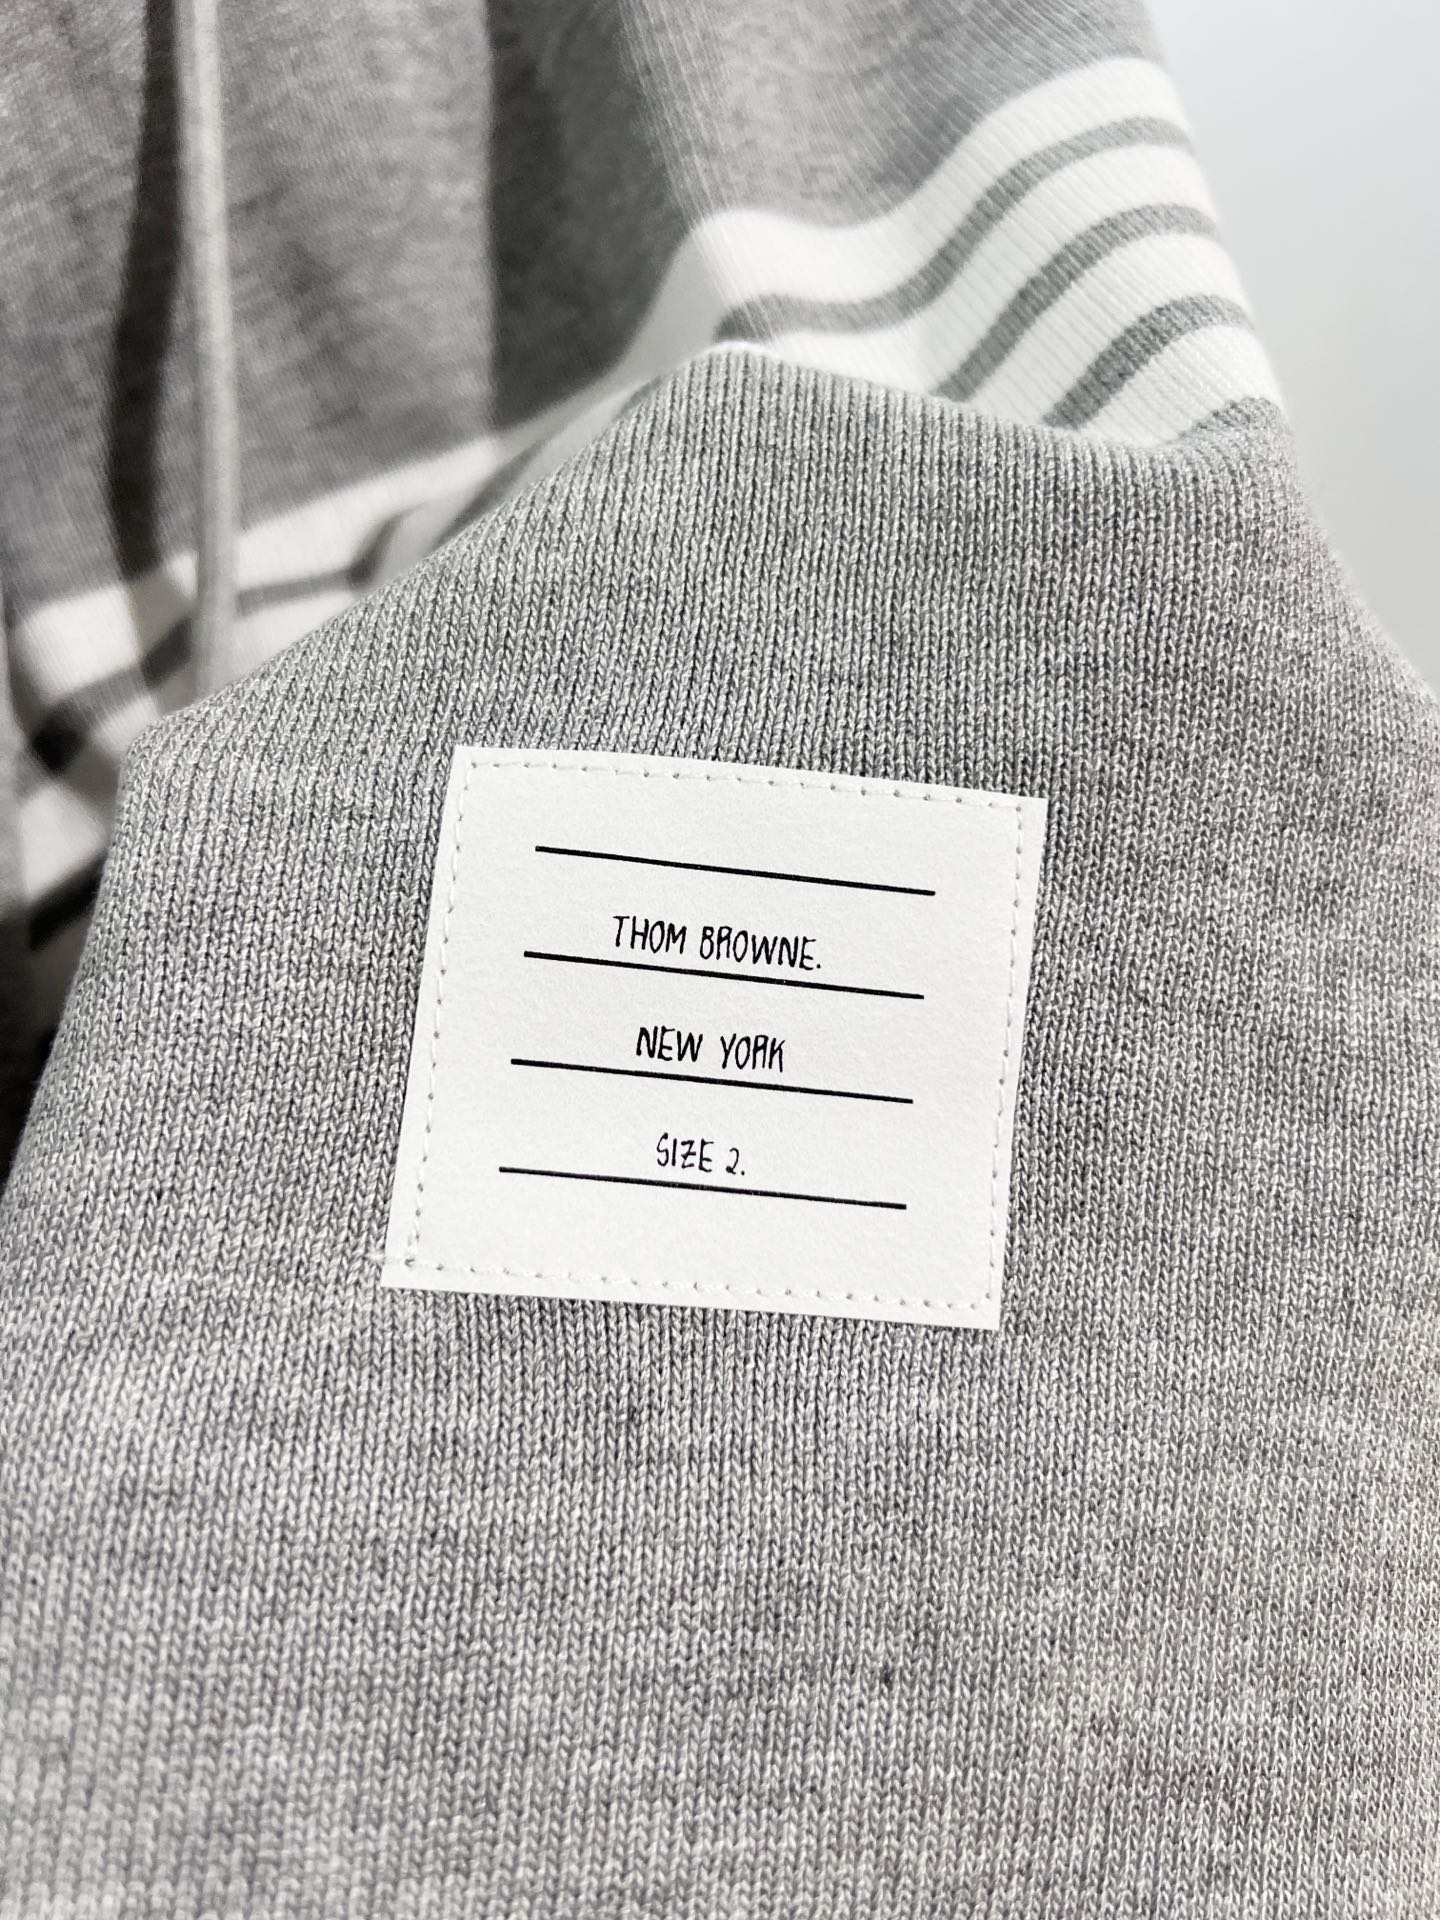 THOM BROWNE.
NEW YORK
SIZE 2.